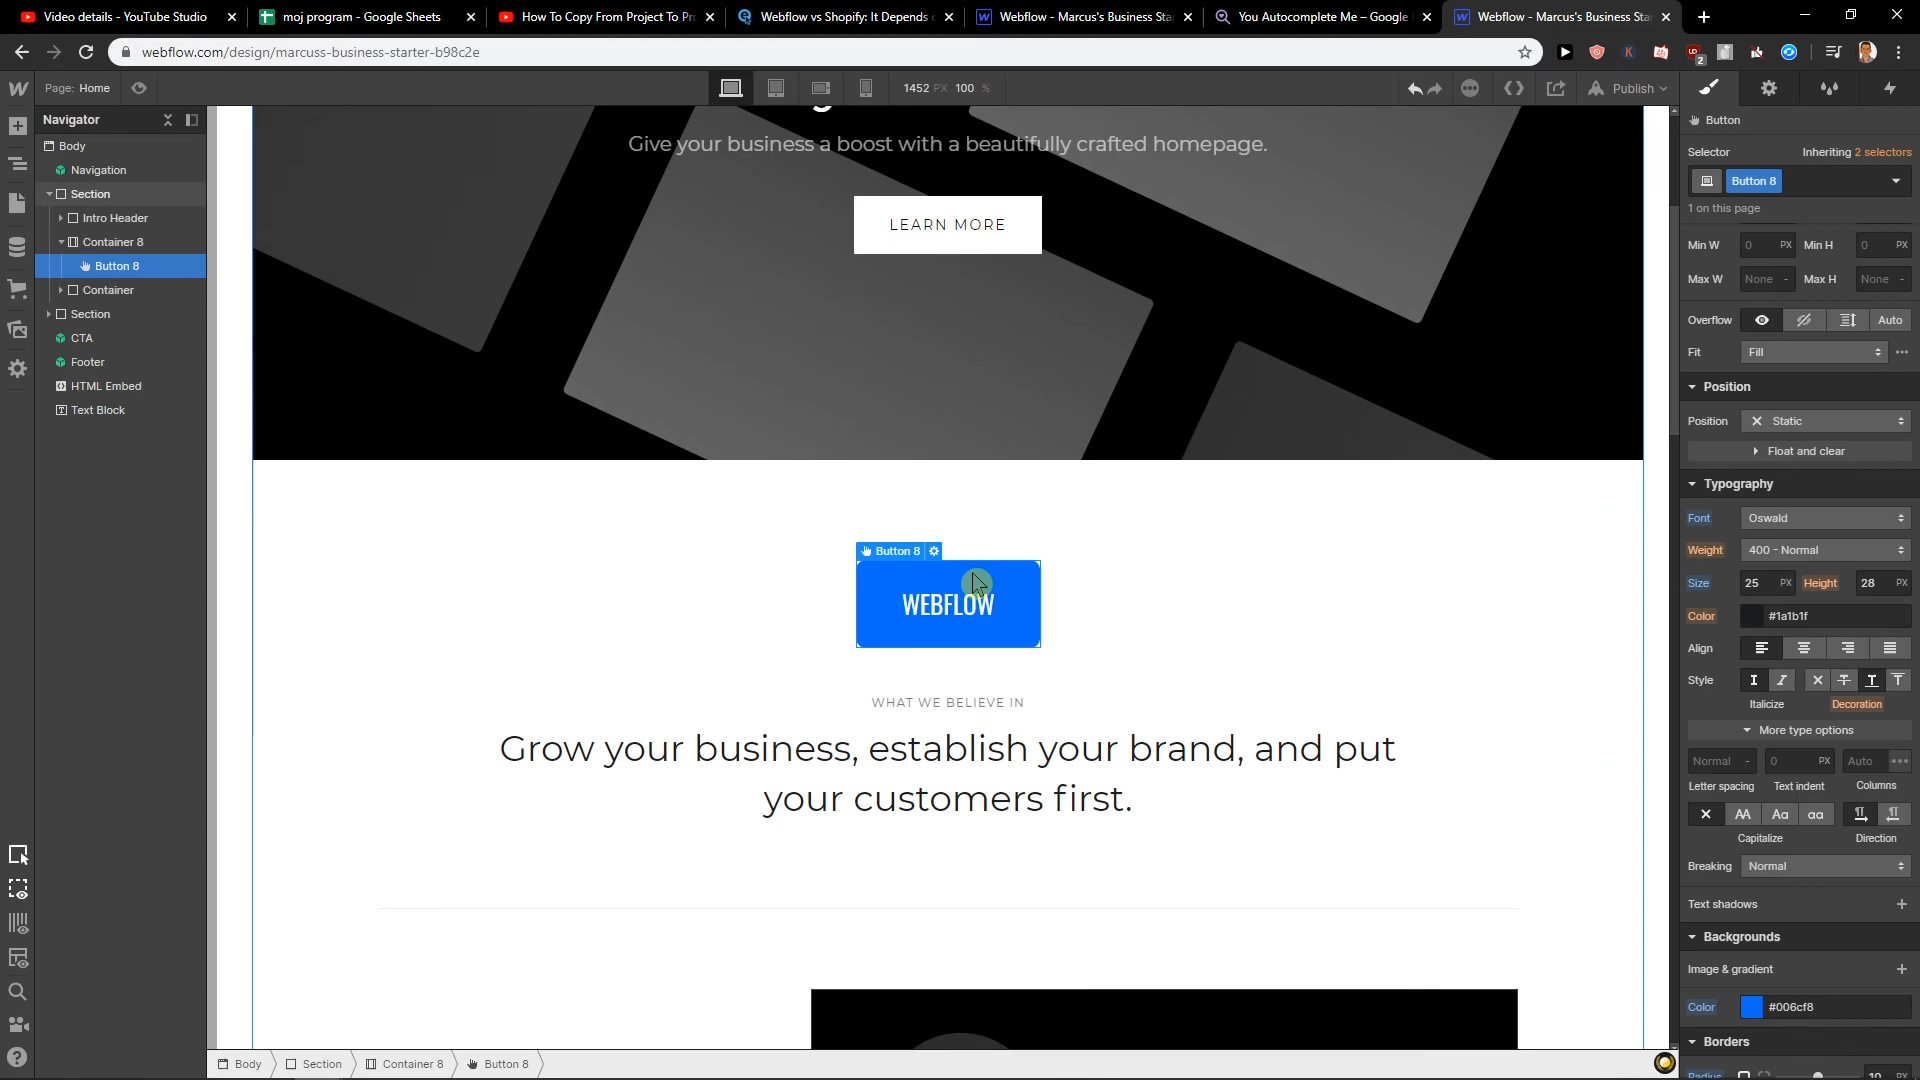 Video details - YouTube Studio
moj program - Google Sheets
How To Copy From Project To Pr
Webflow vs Shopify: It Depends
Webflow - Marcus's Business Sta
You Autocomplete Me – Google
Webflow - Marcus's Business Sta
webflow.com/design/marcuss-business-starter-b98c2e
2
Page: Home
1452 PX 100 %
Publish
Navigator
Body
Navigation
Section
Intro Header
Container 8
Button 8
Container
Section
CTA
Footer
HTML Embed
Text Block
Give your business a boost with a beautifully crafted homepage.
LEARN MORE
Button 8
WEBFLOW
WHAT WE BELIEVE IN
Grow your business, establish your brand, and put
your customers first.
Body
Section
Container 8
Button 8
Button
Selector
Inheriting 2 selectors
Button 8
1 on this page
Min W 0 PX Min H 0 PX
Max W None - Max H None -
Overflow Auto
Fit Fill
Position
Position Static
Float and clear
Typography
Font Oswald
Weight 400 - Normal
Size 25 PX Height 28 PX
Color #1a1b1f
Align
Style
Italicize Decoration
More type options
Normal - 0 PX Auto
Letter spacing Text indent Columns
AA Aa aa
Capitalize Direction
Breaking Normal
Text shadows
Backgrounds
Image & gradient
Color #006cf8
Borders
Radius 10 PX